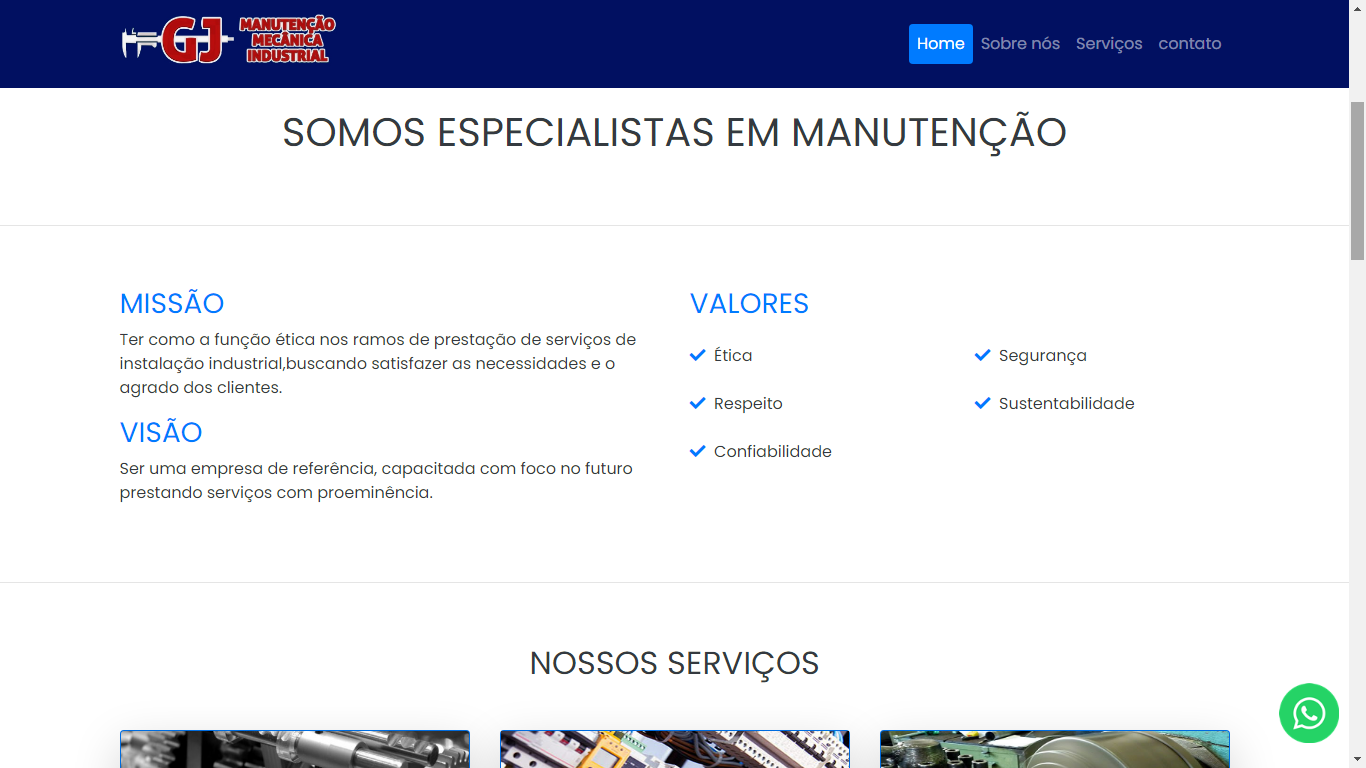 GJ
MANUTENÇÃO
MECÂNICA
INDUSTRIAL
Home Sobre nós Serviços contato
SOMOS ESPECIALISTAS EM MANUTENÇÃO
MISSÃO
Ter como a função ética nos ramos de prestação de serviços de
instalação industrial,buscando satisfazer as necessidades e o
agrado dos clientes.
VISÃO
Ser uma empresa de referência, capacitada com foco no futuro
prestando serviços com proeminência.
VALORES
Ética
Segurança
Respeito
Sustentabilidade
Confiabilidade
NOSSOS SERVIÇOS